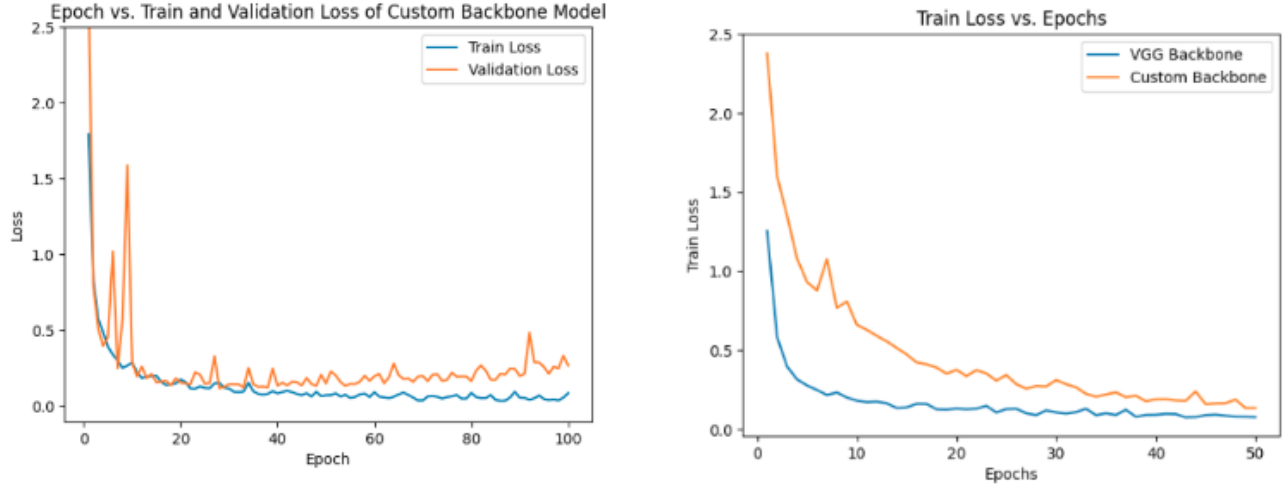 Epoch vs. Train and Validation Loss of Custom Backbone Model
2.5
2.0
1.5
1.0
0.5
0.0
Loss
Train Loss
Validation Loss
0 20 40 60 80 100
Epoch
Train Loss vs. Epochs
2.5
2.0
1.5
1.0
0.5
0.0
Train Loss
VGG Backbone
Custom Backbone
0 10 20 30 40 50
Epochs